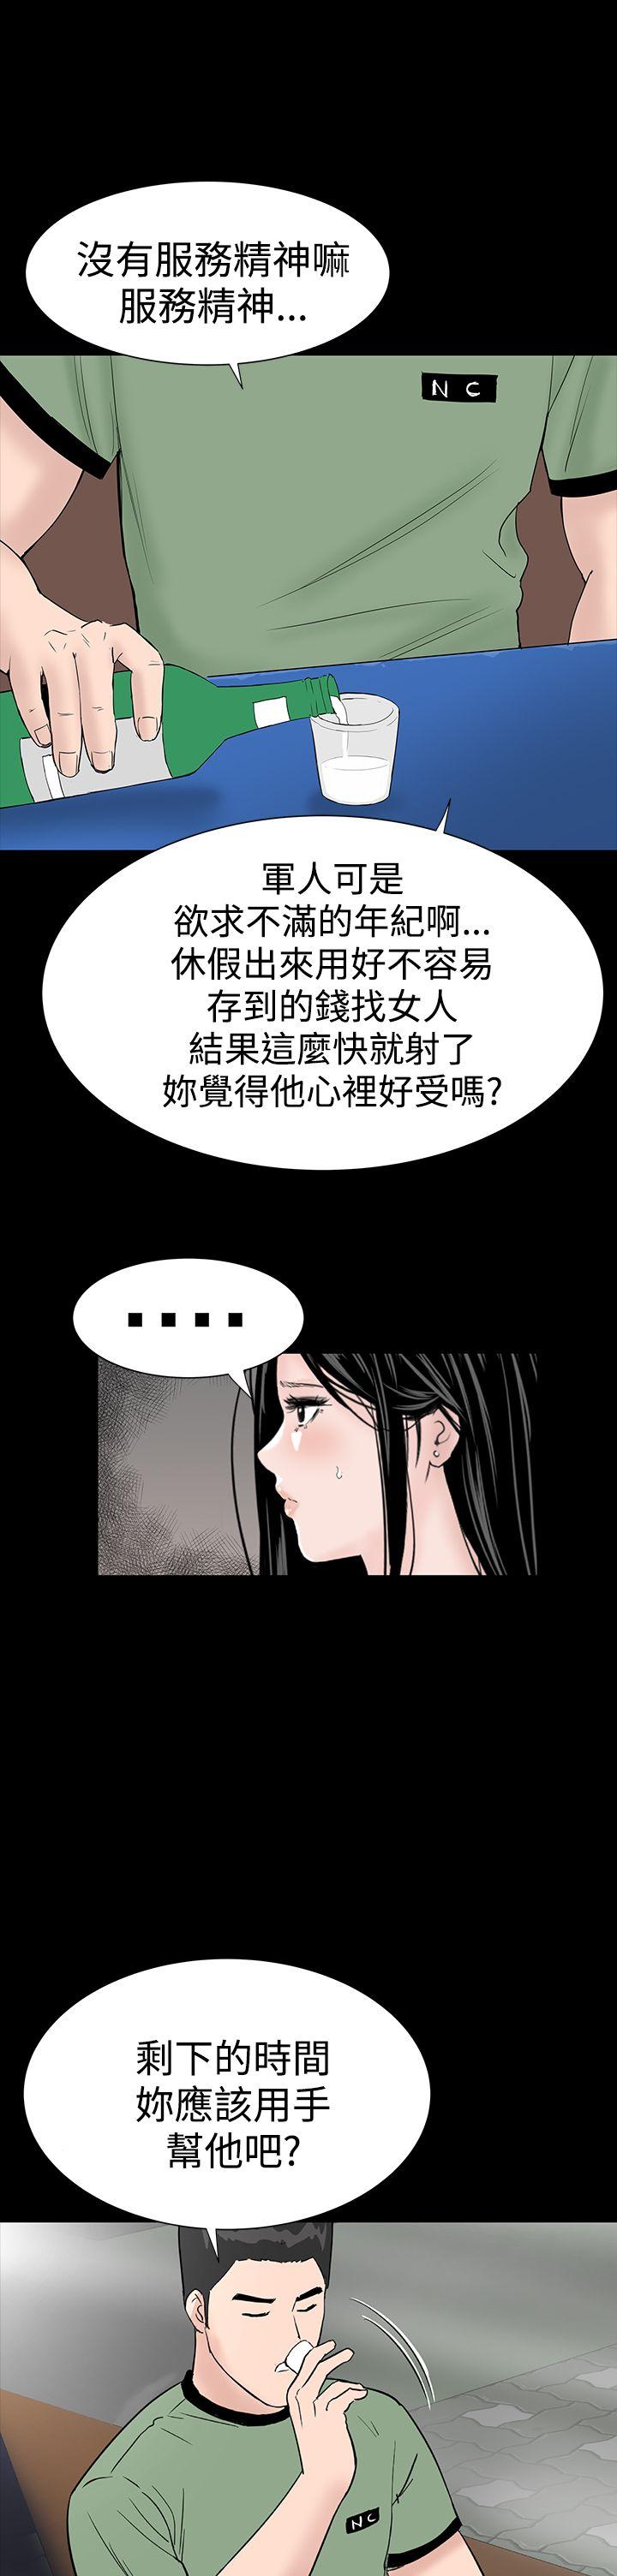 沒有服務精神嘛
服務精神...
N C
軍人可是
欲求不滿的年紀啊...
休假出來用好不容易
存到的錢找女人
結果這麼快就射了
妳覺得他心裡好受嗎?
....
剩下的時間
妳應該用手
幫他吧?
N C